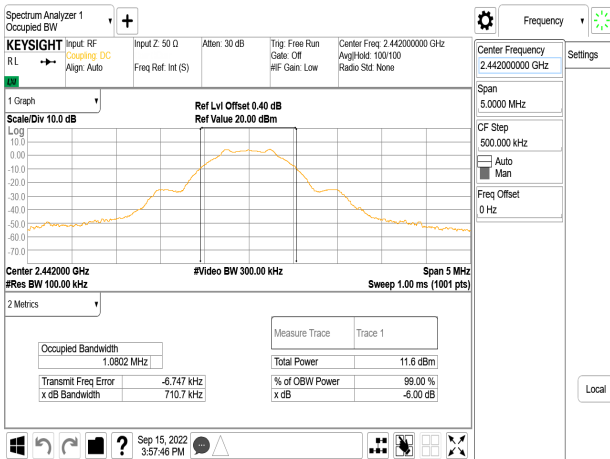 Spectrum Analyzer 1
Occupied BW
KEYSIGHT
RL
LXI
Input: RF
Coupling: DC
Align: Auto
Input Z: 50 Ω
Freq Ref: Int (S)
Atten: 30 dB
Trig: Free Run
Gate: Off
#IF Gain: Low
Center Freq: 2.442000000 GHz
Avg|Hold: 100/100
Radio Std: None
1 Graph
Scale/Div 10.0 dB
Ref Lvl Offset 0.40 dB
Ref Value 20.00 dBm
Log
10.0
0.00
-10.0
-20.0
-30.0
-40.0
-50.0
-60.0
-70.0
Center 2.442000 GHz
#Video BW 300.00 kHz
Span 5 MHz
#Res BW 100.00 kHz
Sweep 1.00 ms (1001 pts)
2 Metrics
Measure Trace
Trace 1
Occupied Bandwidth
1.0802 MHz
Total Power
11.6 dBm
Transmit Freq Error
-6.747 kHz
% of OBW Power
99.00 %
x dB Bandwidth
710.7 kHz
x dB
-6.00 dB
?
Sep 15, 2022
3:57:46 PM
Frequency
Center Frequency
2.442000000 GHz
Settings
Span
5.0000 MHz
CF Step
500.000 kHz
Auto
Man
Freq Offset
0 Hz
Local